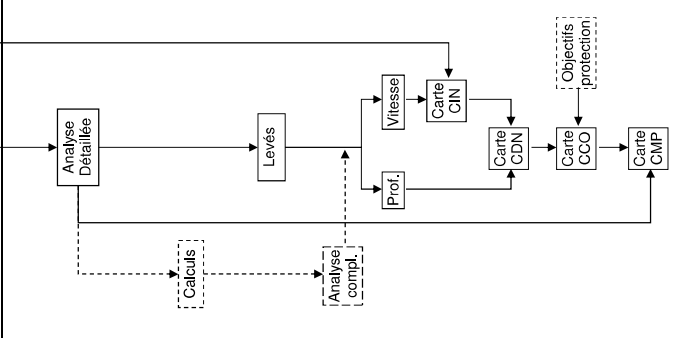 Analyse
Détaillée
Levés
Vitesse
Prof.
Carte
CIN
Carte
CDN
Objectifs
protection
Carte
CCO
Carte
CMP
Calculs
Analyse
compl.